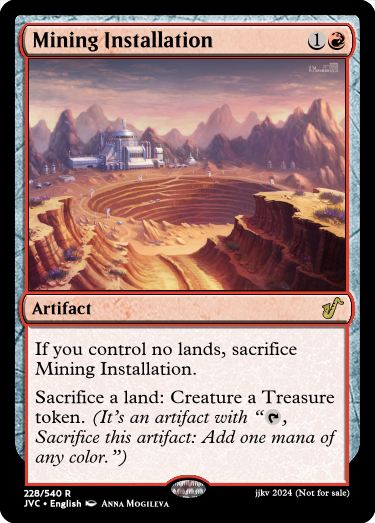 Mining Installation 1
Artifact
If you control no lands, sacrifice
Mining Installation.
Sacrifice a land: Creature a Treasure
token. (It's an artifact with “,
Sacrifice this artifact: Add one mana of
any color.”)
228/540 R
jjkv 2024 (Not for sale)
JVC • English Anna Mogileva